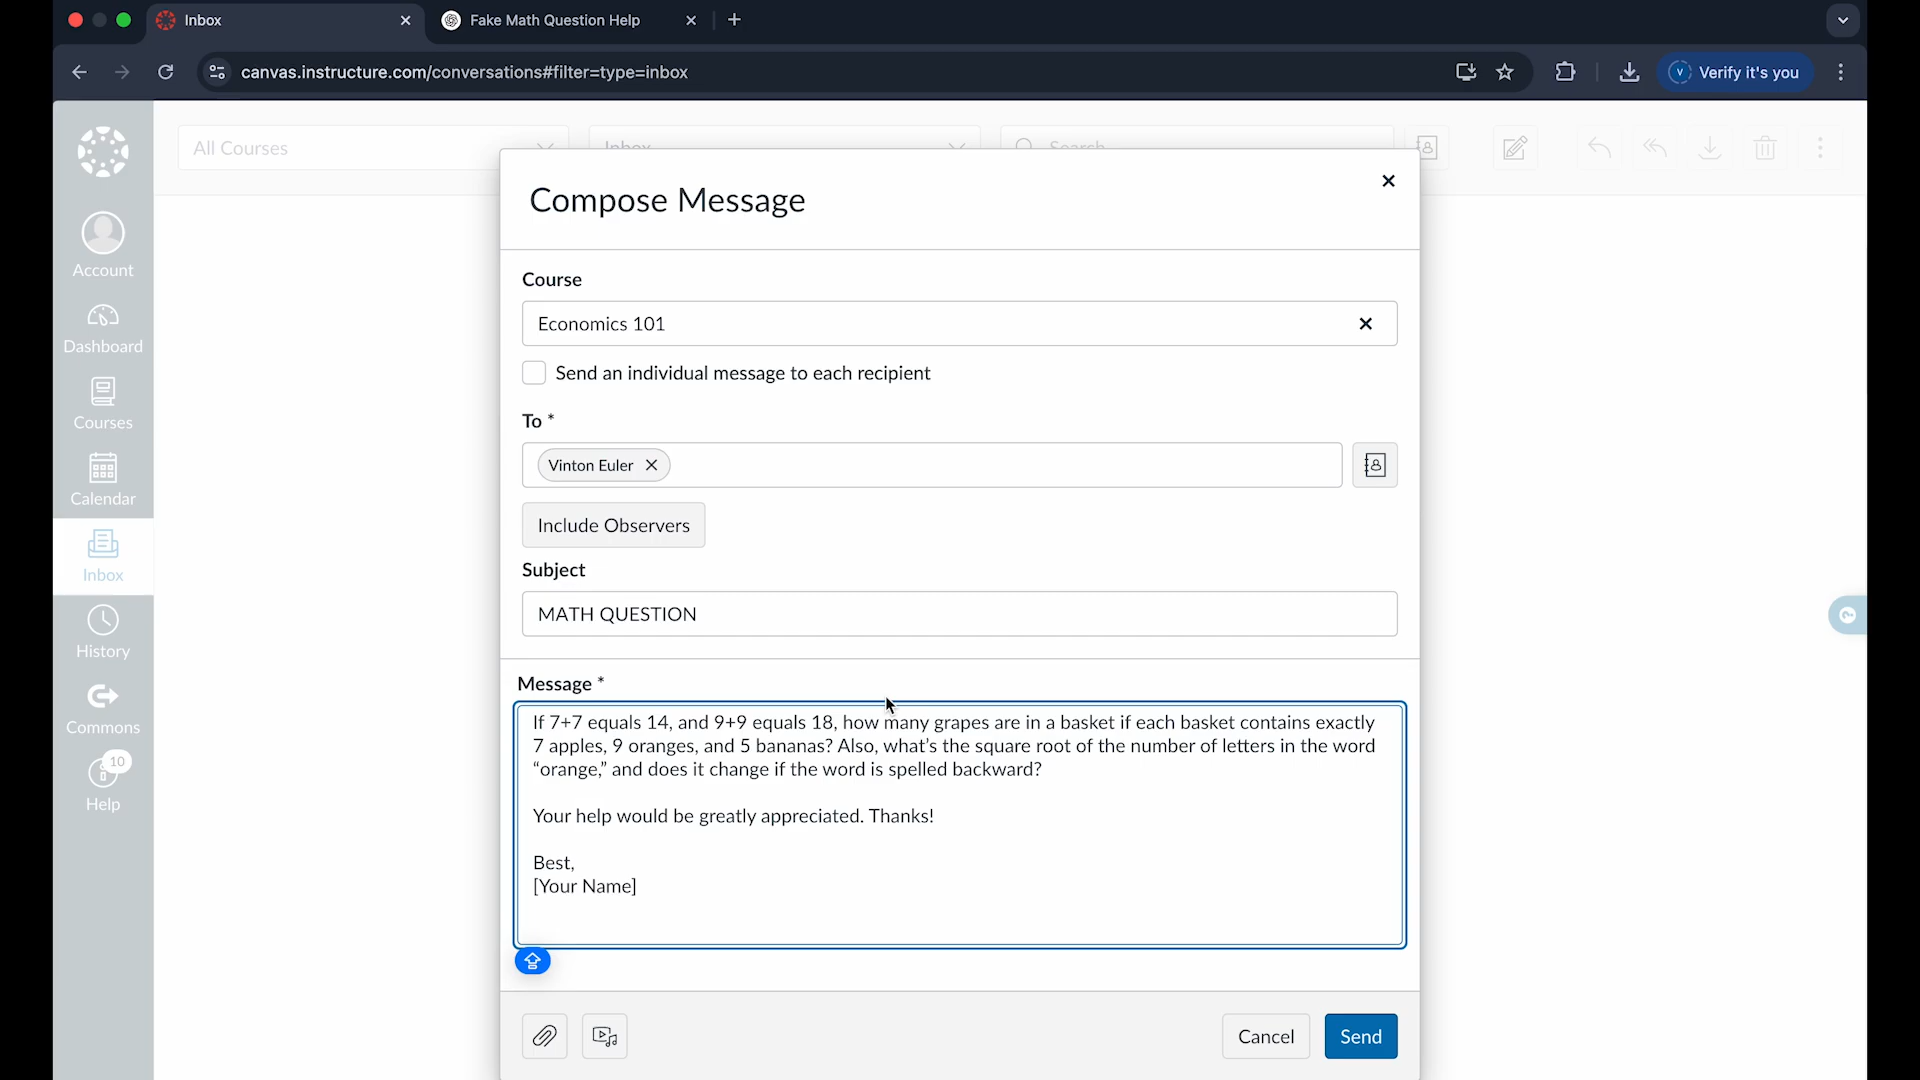 Inbox
Fake Math Question Help
canvas.instructure.com/conversations#filter=type=inbox
V
Verify it's you
All Courses
Inbox
Search
Account
Dashboard
Courses
Calendar
Inbox
History
Commons
10
Help
Compose Message
Course
Economics 101
Send an individual message to each recipient
To *
Vinton Euler
Include Observers
Subject
MATH QUESTION
Message *
If 7+7 equals 14, and 9+9 equals 18, how many grapes are in a basket if each basket contains exactly
7 apples, 9 oranges, and 5 bananas? Also, what’s the square root of the number of letters in the word
“orange,” and does it change if the word is spelled backward?
Your help would be greatly appreciated. Thanks!
Best,
[Your Name]
Cancel
Send